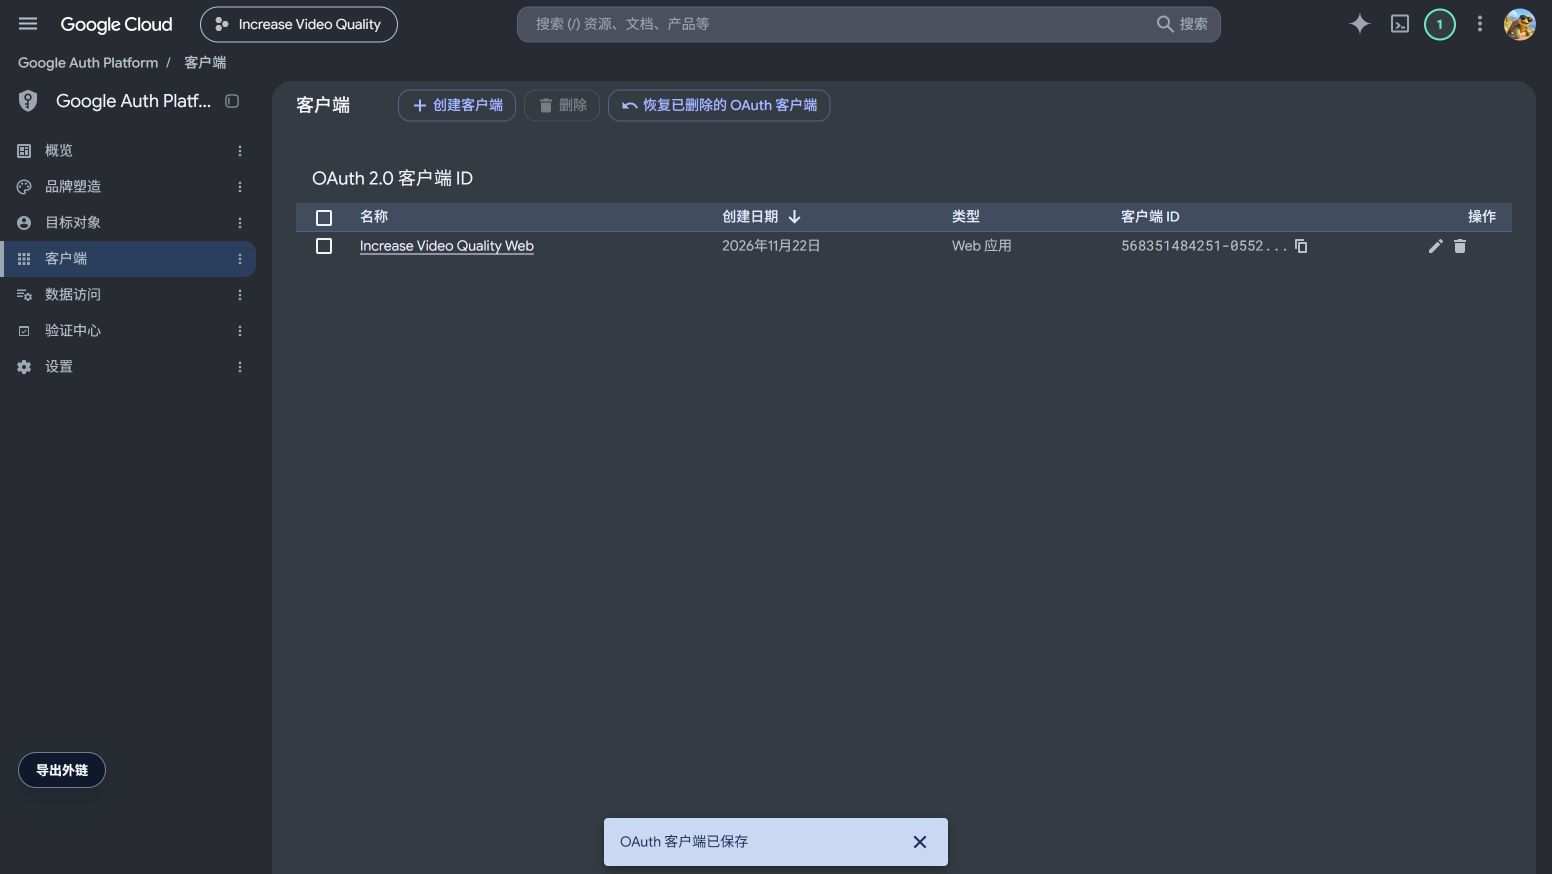 Google Cloud
Increase Video Quality
搜索 (/) 资源、文档、产品等
搜索
1
Google Auth Platform / 客户端
Google Auth Platf...
概览
品牌塑造
目标对象
客户端
数据访问
验证中心
设置
导出外链
客户端
创建客户端
删除
恢复已删除的 OAuth 客户端
OAuth 2.0 客户端 ID
名称 创建日期 类型 客户端 ID 操作
Increase Video Quality Web 2026年11月22日 Web 应用 568351484251-0552...
OAuth 客户端已保存